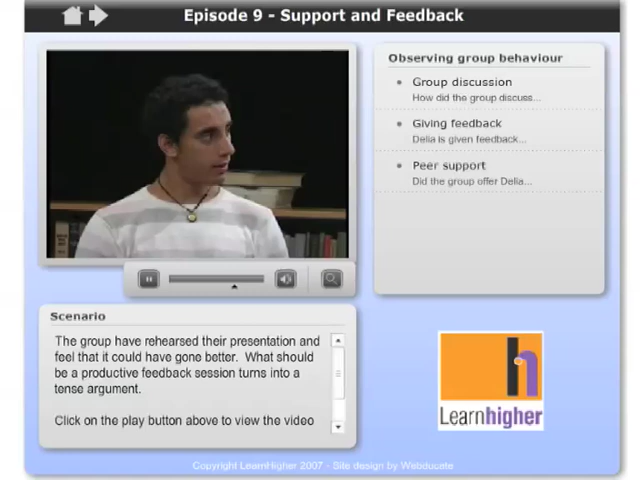 Episode 9 - Support and Feedback
Observing group behaviour
Group discussion
How did the group discuss...
Giving feedback
Delia is given feedback...
Peer support
Did the group offer Delia...
Scenario
The group have rehearsed their presentation and
feel that it could have gone better. What should
be a productive feedback session turns into a
tense argument.
Click on the play button above to view the video
Learnhigher
Copyright LearnHigher 2007 - Site design by Webducate